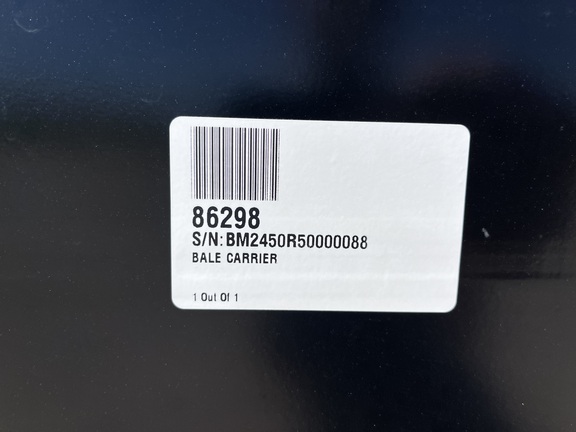 86298
S/N: BM2450R50000088
BALE CARRIER
1 Out Of 1